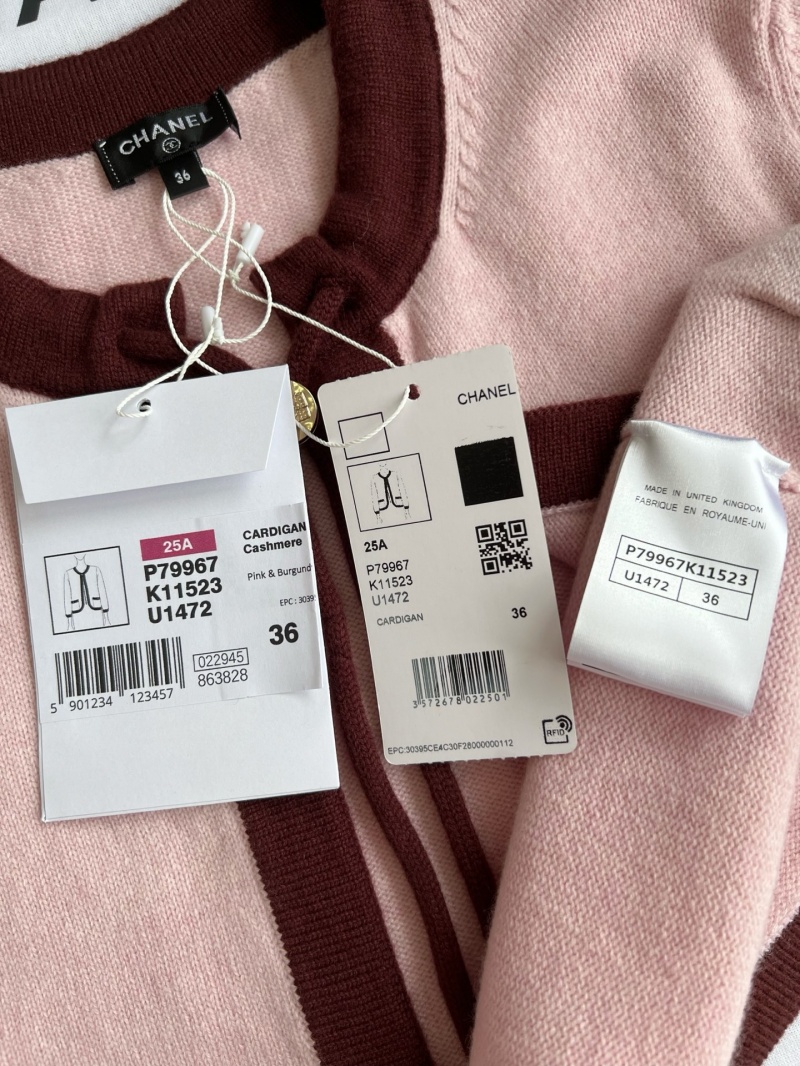 CHANEL
36
25A
P79967
K11523
U1472
CARDIGAN
Cashmere
Pink & Burgund
EPC : 3039
36
5 901234 123457
022945
863828
CHANEL
25A
P79967
K11523
U1472
CARDIGAN
36
3 572678 022501
EPC:30395CE4C30F28000000112
RFID
MADE IN UNITED KINGDOM
FABRIQUE EN ROYAUME-UNI
P79967K11523
U1472
36